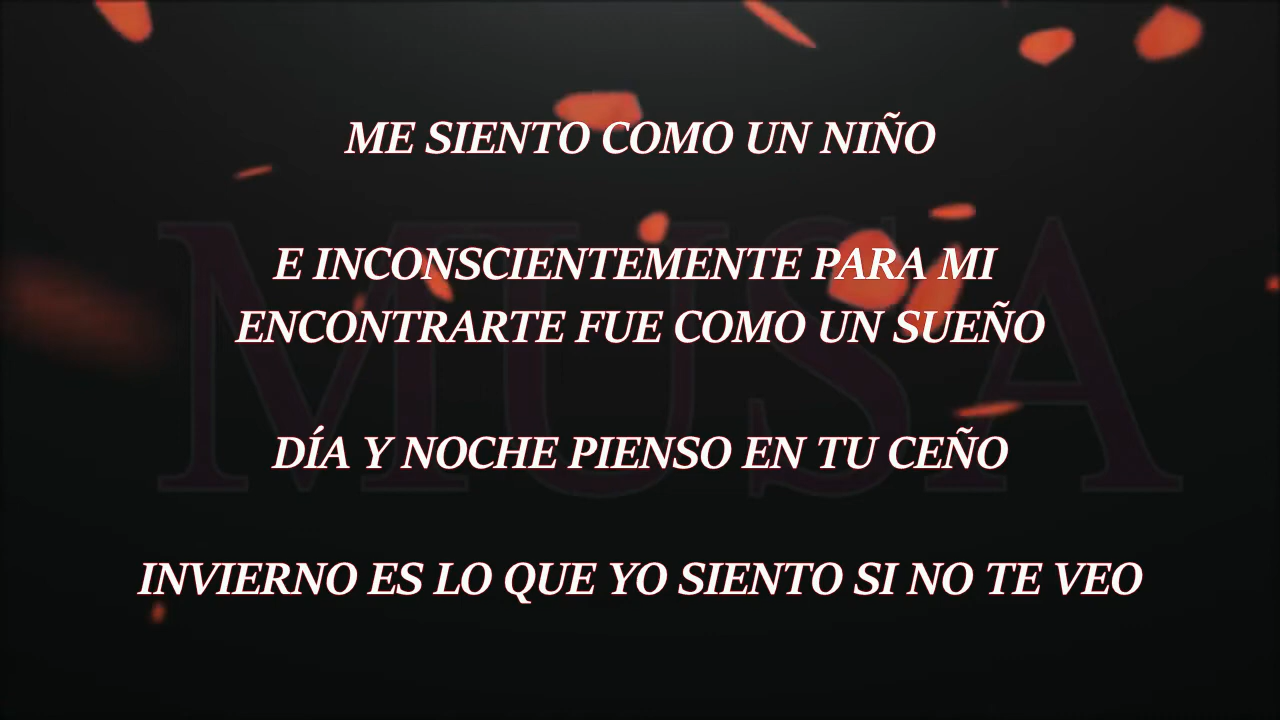 ME SIENTO COMO UN NIÑO
E INCONSCIENTEMENTE PARA MI
ENCONTRARTE FUE COMO UN SUEÑO
DÍA Y NOCHE PIENSO EN TU CEÑO
INVIERNO ES LO QUE YO SIENTO SI NO TE VEO
MUSA